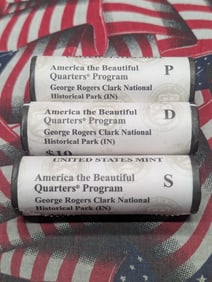 America the Beautiful P
Quarters® Program
George Rogers Clark National
Historical Park (IN)
America the Beautiful D
Quarters® Program
George Rogers Clark National
Historical Park (IN)
$10
UNITED STATES MINT
America the Beautiful S
Quarters® Program
George Rogers Clark National
Historical Park (IN)